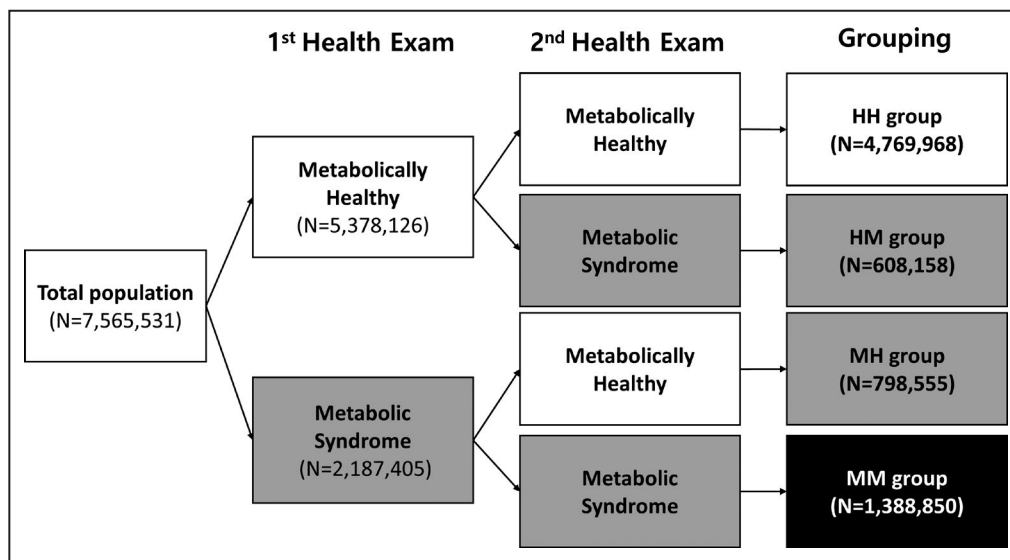 1st Health Exam
2nd Health Exam
Grouping
Total population
(N=7,565,531)
Metabolically
Healthy
(N=5,378,126)
Metabolic
Syndrome
(N=2,187,405)
Metabolically
Healthy
Metabolic
Syndrome
Metabolically
Healthy
Metabolic
Syndrome
HH group
(N=4,769,968)
HM group
(N=608,158)
MH group
(N=798,555)
MM group
(N=1,388,850)